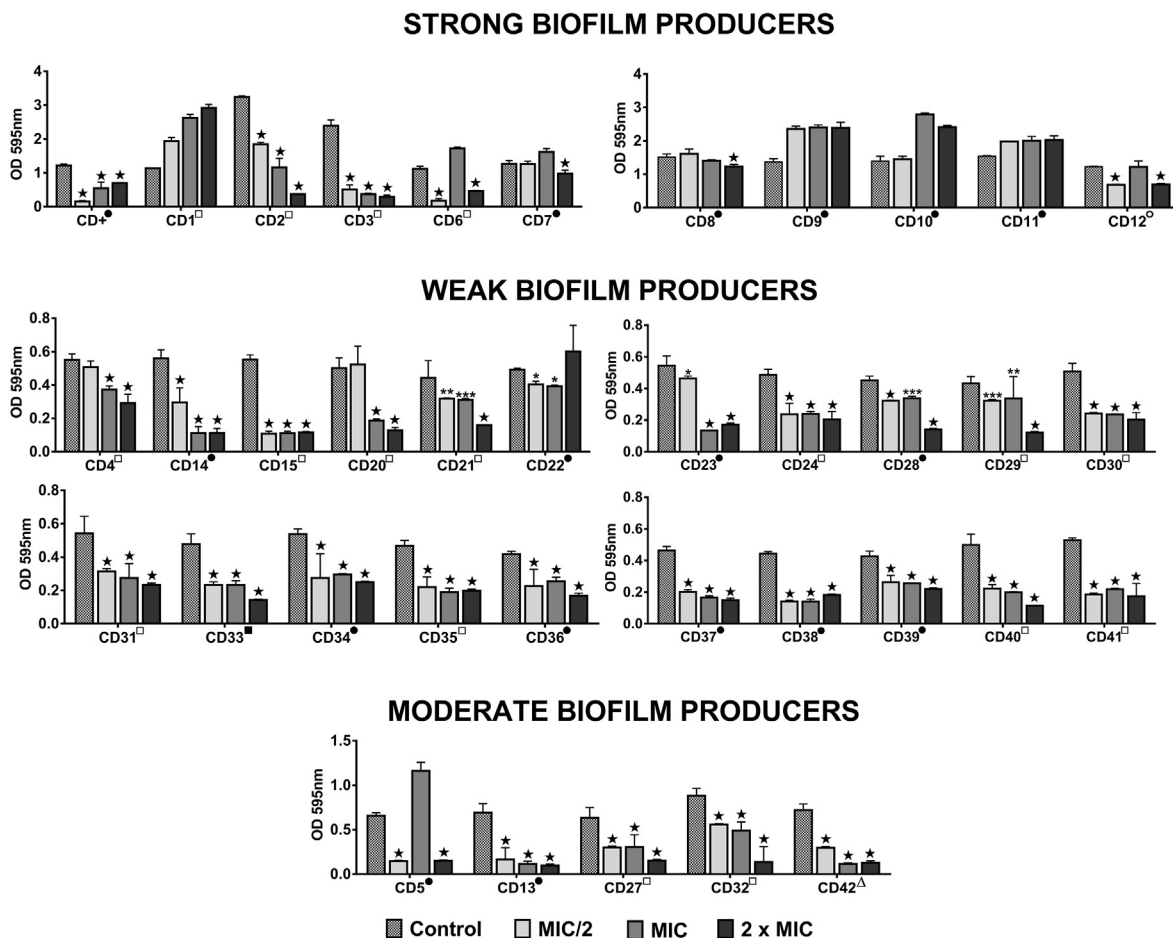 STRONG BIOFILM PRODUCERS
OD 595nm
4
3
2
1
0
★ ★ ★ ★ ★ ★ ★ ★ ★ ★ ★ ★
CD+● CD1□ CD2□ CD3□ CD6□ CD7●
OD 595nm
4
3
2
1
0
★ ★ ★
CD8● CD9● CD10● CD11● CD12○
WEAK BIOFILM PRODUCERS
OD 595nm
0.8
0.6
0.4
0.2
0.0
★ ★ ★ ★ ★ ★ ★ ★ ★ ★ ** *** ★ * *
CD4□ CD14● CD15□ CD20□ CD21□ CD22●
OD 595nm
0.8
0.6
0.4
0.2
0.0
* ★ ★ ★ ★ ★ ★ *** ★ *** ** ★ ★ ★ ★
CD23● CD24□ CD28● CD29□ CD30□
OD 595nm
0.8
0.6
0.4
0.2
0.0
★ ★ ★ ★ ★ ★ ★ ★ ★ ★ ★ ★ ★ ★ ★
CD31□ CD33■ CD34● CD35□ CD36●
OD 595nm
0.8
0.6
0.4
0.2
0.0
★ ★ ★ ★ ★ ★ ★ ★ ★ ★ ★ ★ ★ ★ ★
CD37● CD38● CD39● CD40□ CD41□
MODERATE BIOFILM PRODUCERS
OD 595nm
1.5
1.0
0.5
0.0
★ ★ ★ ★ ★ ★ ★ ★ ★ ★ ★ ★ ★ ★
CD5● CD13● CD27□ CD32□ CD42△
Control MIC/2 MIC 2 x MIC